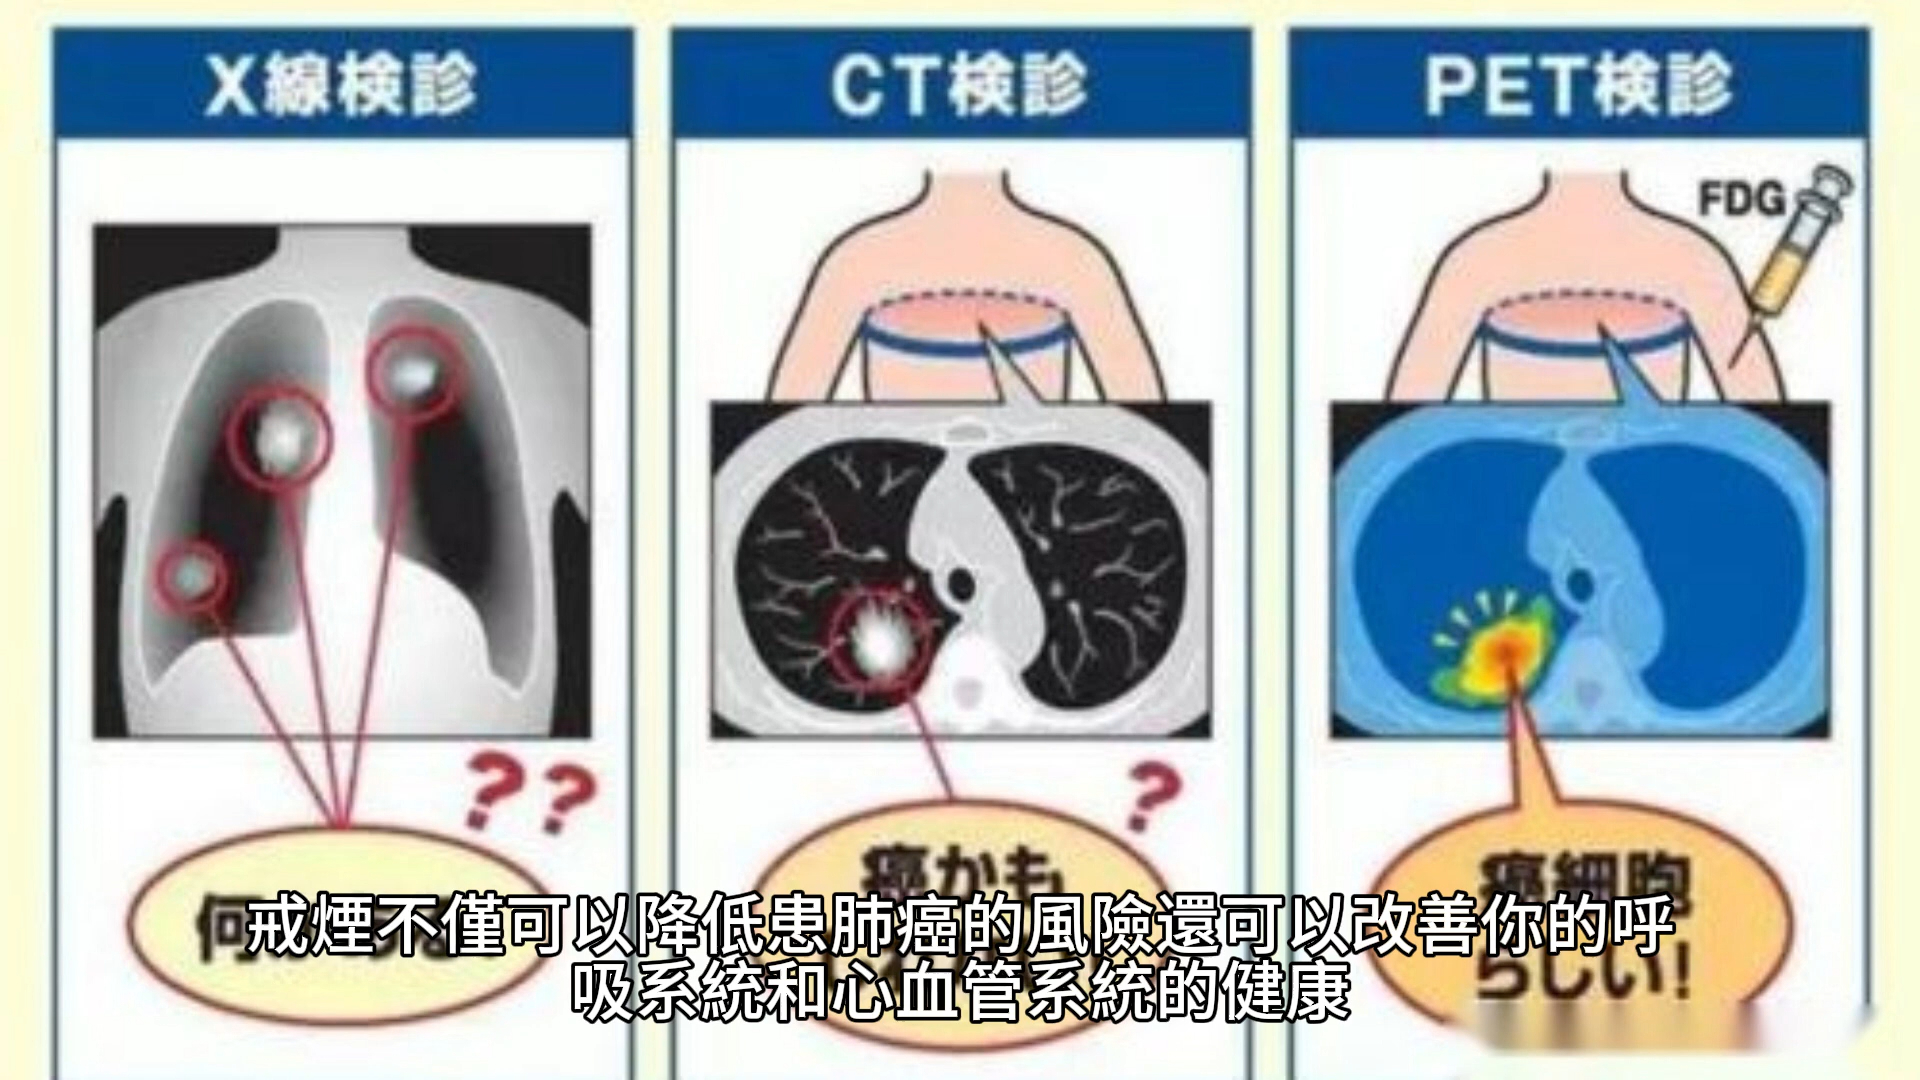 X線検診
CT検診
PET検診
FDG
??
?
何
癌かも
癌細胞
らしい!
戒煙不僅可以降低患肺癌的風險還可以改善你的呼
吸系統和心血管系統的健康